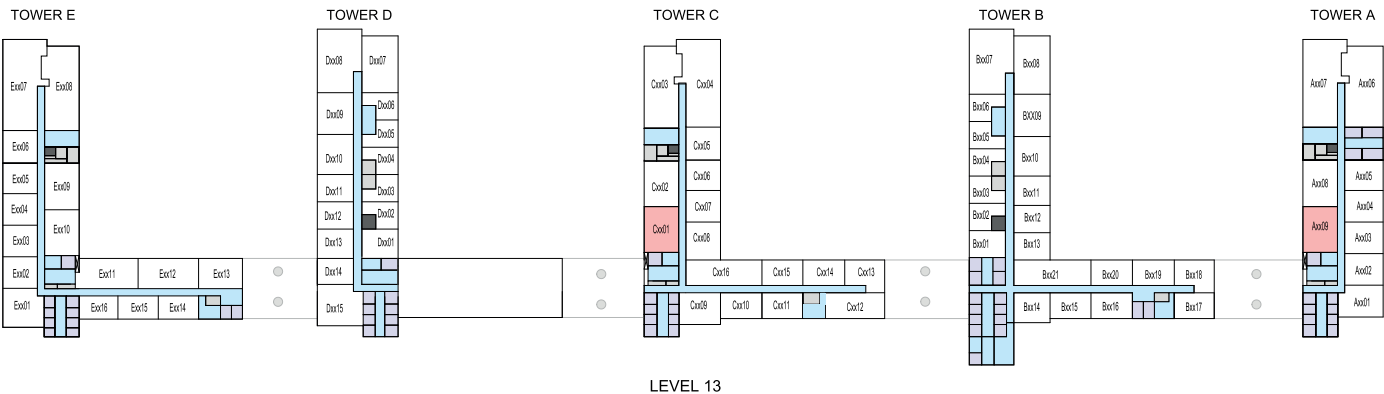 TOWER E
TOWER D
TOWER C
TOWER B
TOWER A
Exx07
Exx08
Exx06
Exx05
Exx09
Exx04
Exx10
Exx03
Exx02
Exx01
Exx11
Exx12
Exx13
Exx16
Exx15
Exx14
Dxx08
Dxx07
Dxx06
Dxx09
Dxx05
Dxx10
Dxx04
Dxx11
Dxx03
Dxx12
Dxx02
Dxx13
Dxx01
Dxx14
Dxx15
Cxx03
Cxx04
Cxx05
Cxx06
Cxx02
Cxx07
Cxx01
Cxx08
Cxx16
Cxx15
Cxx14
Cxx13
Cxx09
Cxx10
Cxx11
Cxx12
Bxx07
Bxx08
Bxx06
BXX09
Bxx05
Bxx04
Bxx10
Bxx03
Bxx11
Bxx02
Bxx12
Bxx01
Bxx13
Bxx21
Bxx20
Bxx19
Bxx18
Bxx14
Bxx15
Bxx16
Bxx17
Axx07
Axx06
Axx05
Axx08
Axx04
Axx09
Axx03
Axx02
Axx01
LEVEL 13